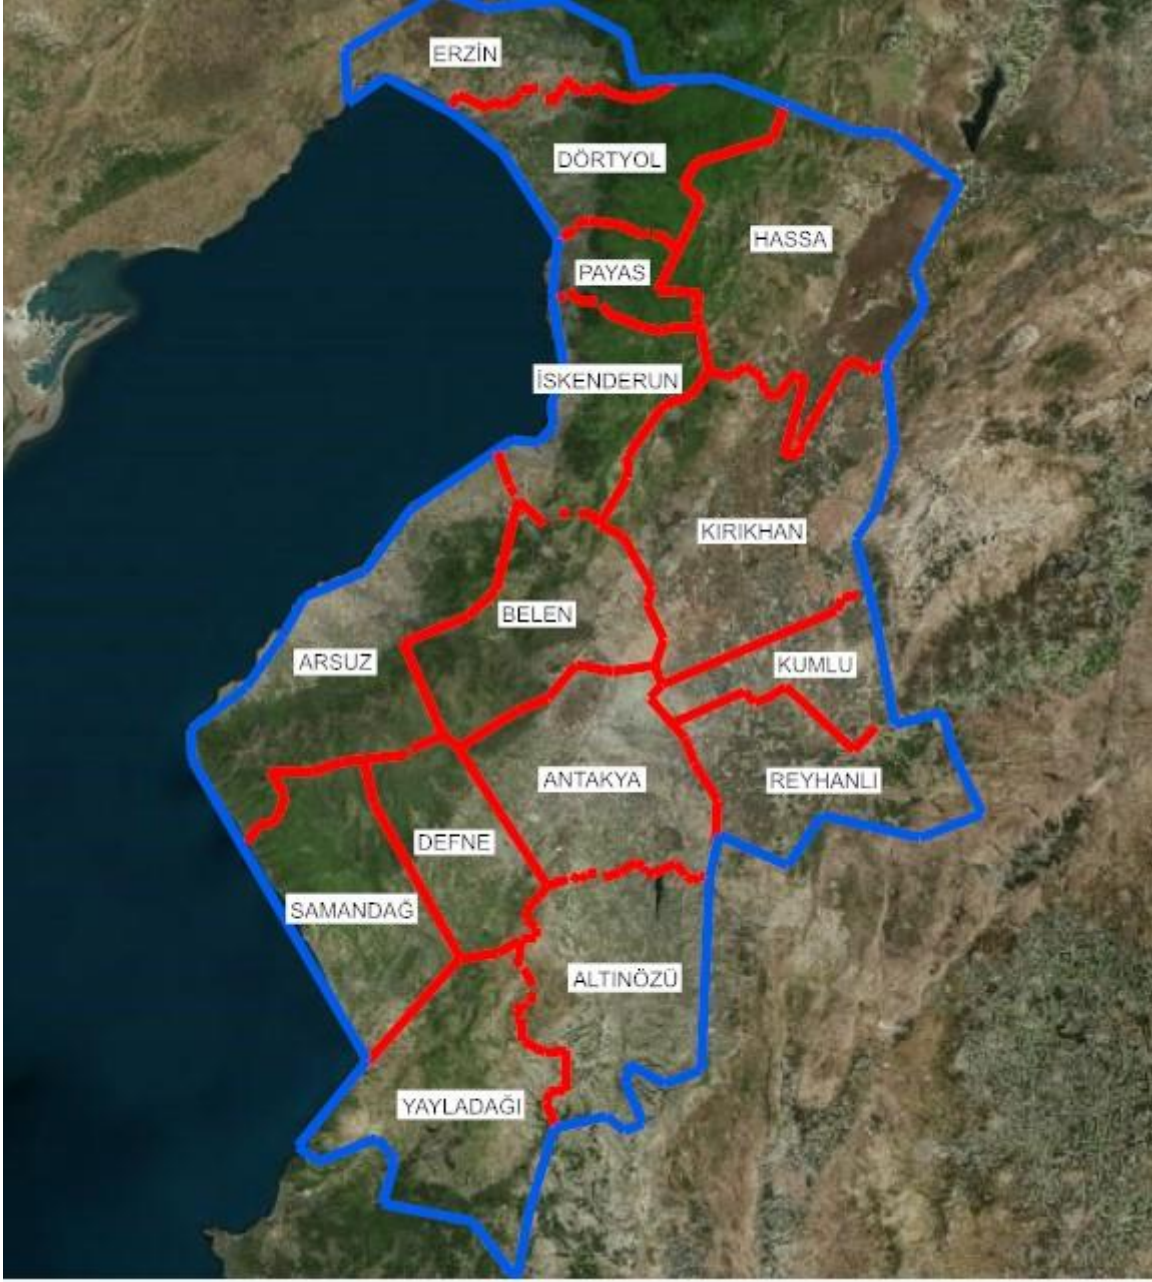 ERZİN
DÖRTYOL
HASSA
PAYAS
İSKENDERUN
KIRIKHAN
BELEN
ARSUZ
KUMLU
ANTAKYA
REYHANLI
DEFNE
SAMANDAĞ
ALTINÖZÜ
YAYLADAĞI